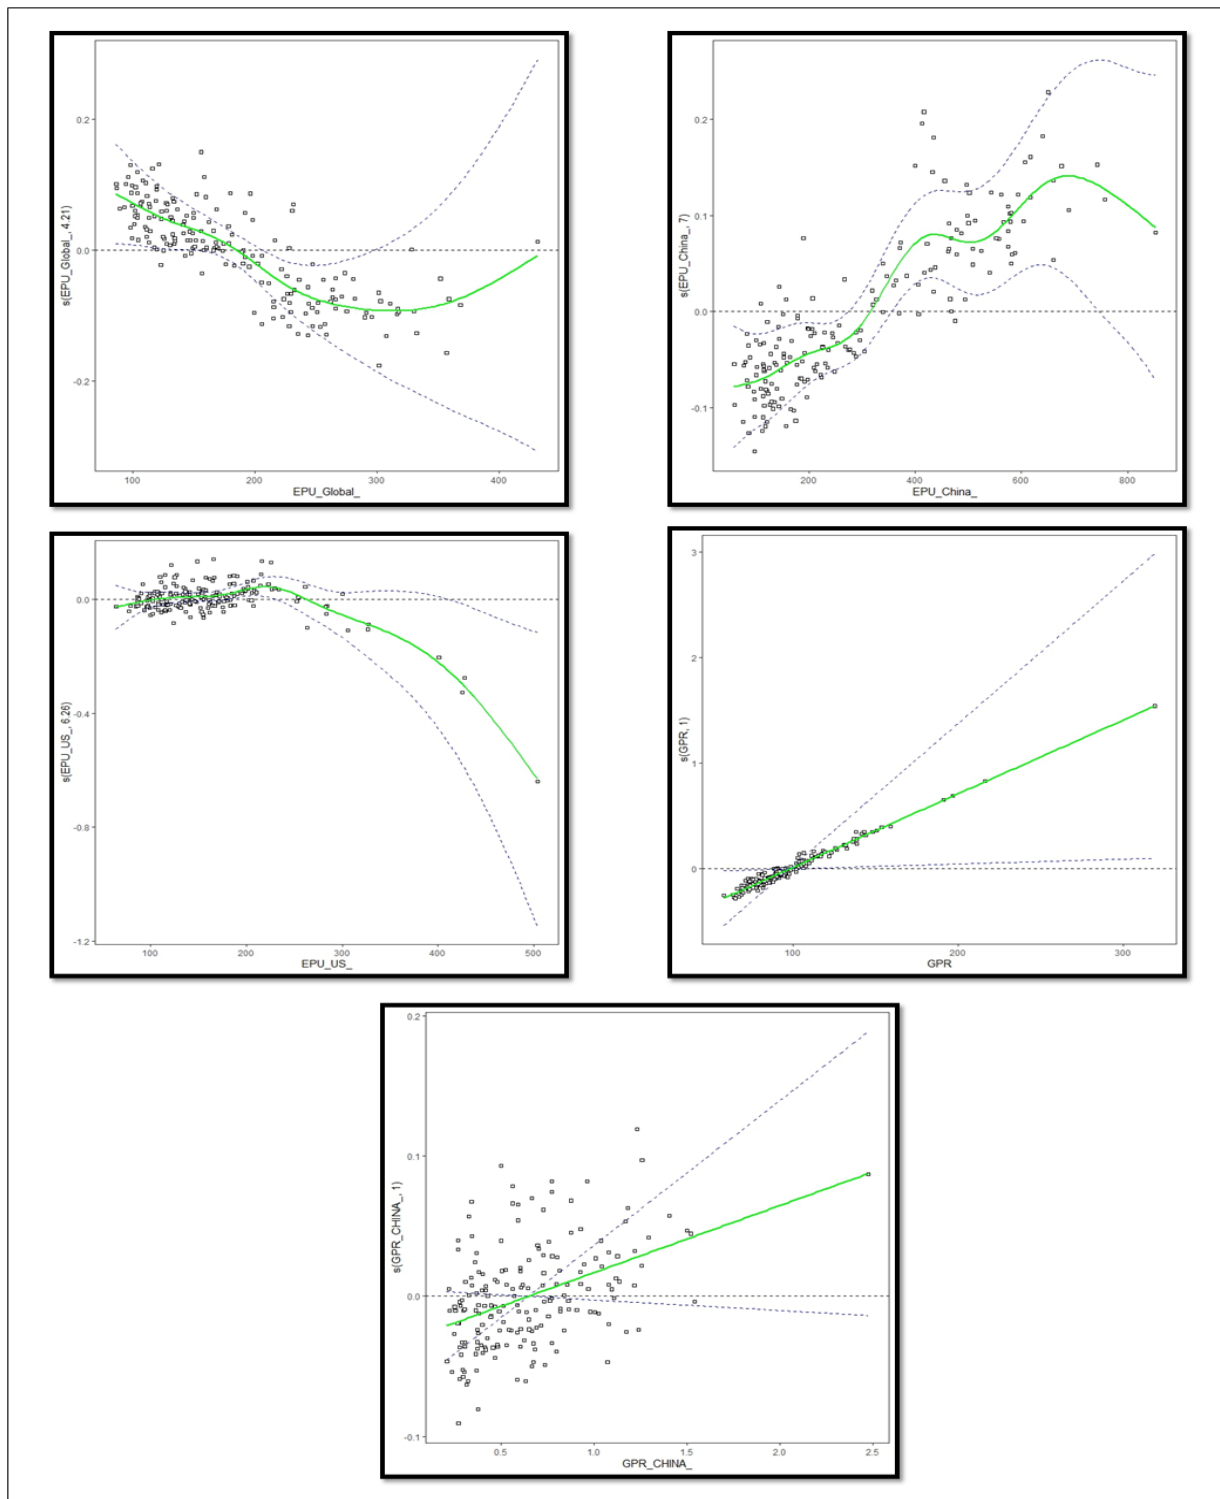 s(EPU_Global_, 4.21)
0.2
0.0
-0.2
100 200 300 400
EPU_Global_
s(EPU_China_, 7)
0.2
0.1
0.0
-0.1
200 400 600 800
EPU_China_
s(EPU_US_, 6.26)
0.0
-0.4
-0.8
-1.2
100 200 300 400 500
EPU_US_
s(GPR, 1)
3
2
1
0
100 200 300
GPR
s(GPR_CHINA_, 1)
0.2
0.1
0.0
-0.1
0.5 1.0 1.5 2.0 2.5
GPR_CHINA_